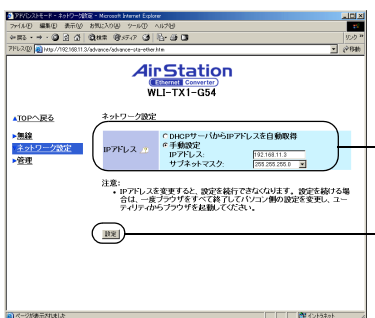 アドバンストモード - ネットワーク設定 - Microsoft Internet Explorer
ファイル(F) 編集(E) 表示(V) お気に入り(A) ツール(T) ヘルプ(H)
戻る 検索 お気に入り メディア リンク
アドレス(D) http://192.168.11.3/advance/advance-sta-ether.htm 移動
AirStation
Ethernet Converter
WLI-TX1-G54
▲TOPへ戻る
▶無線
ネットワーク設定
▶管理
ネットワーク設定
IPアドレス
DHCPサーバからIPアドレスを自動取得
手動設定
IPアドレス: 192.168.11.3
サブネットマスク: 255.255.255.0
注意:
• IPアドレスを変更すると、設定を続行できなくなります。設定を続ける場
合は、一度ブラウザをすべて終了してパソコン側の設定を変更し、ユー
ティリティからブラウザを起動してください。
設定
ページが表示されました イントラネット